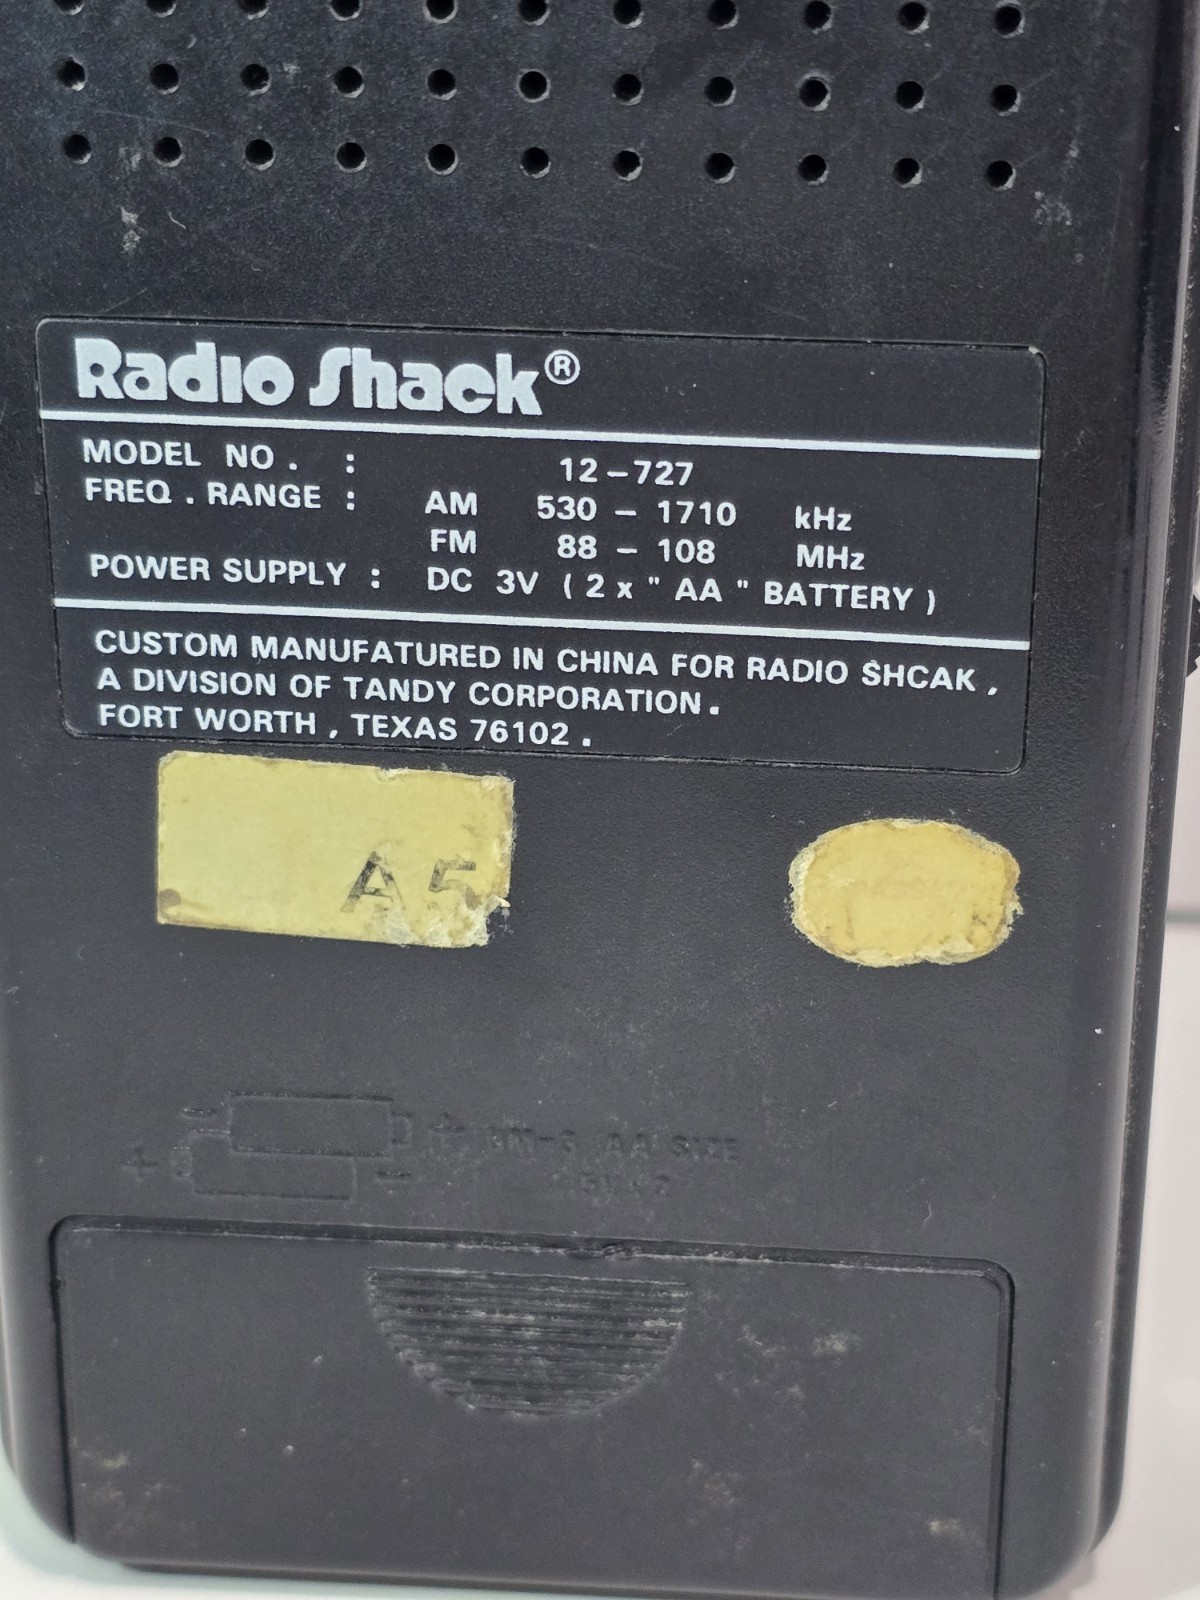 Radio Shack®
MODEL NO. : 12-727
FREQ. RANGE : AM 530 - 1710 kHz
FM 88 - 108 MHz
POWER SUPPLY : DC 3V ( 2 x "AA" BATTERY )
CUSTOM MANUFATURED IN CHINA FOR RADIO SHCAK,
A DIVISION OF TANDY CORPORATION.
FORT WORTH, TEXAS 76102.
A5
- + AA SIZE
+ -